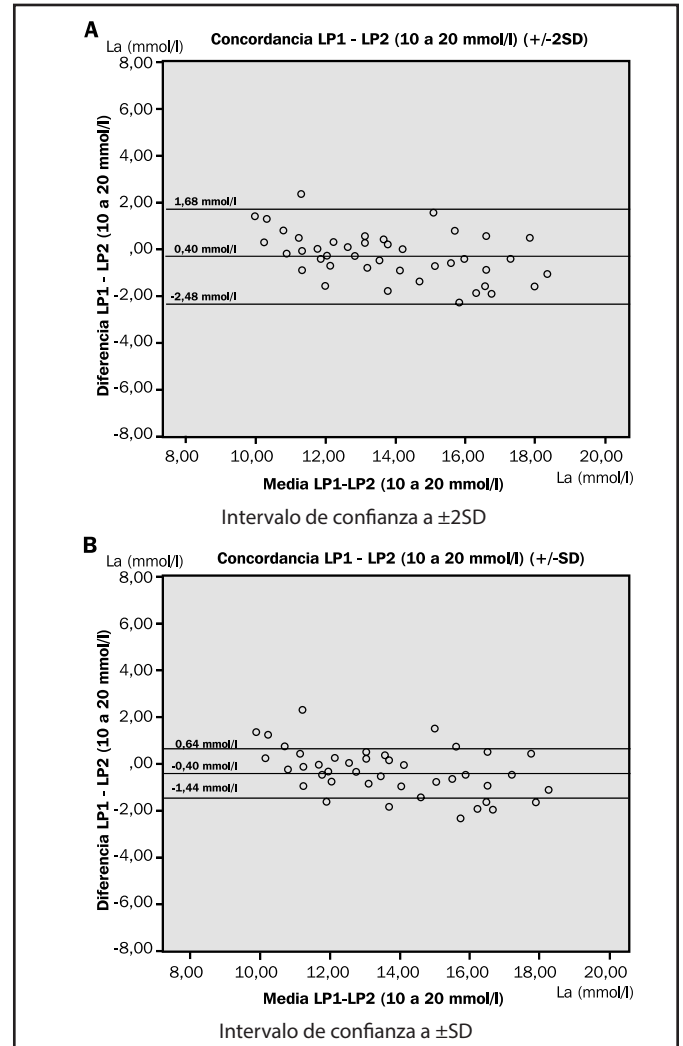 A
La (mmol/l)
Concordancia LP1 - LP2 (10 a 20 mmol/l) (+/-2SD)
8,00
6,00
4,00
2,00
,00
-2,00
-4,00
-6,00
-8,00
Diferencia LP1 - LP2 (10 a 20 mmol/l)
1,68 mmol/l
0,40 mmol/l
-2,48 mmol/l
8,00 10,00 12,00 14,00 16,00 18,00 20,00
La (mmol/l)
Media LP1-LP2 (10 a 20 mmol/l)
Intervalo de confianza a ±2SD
B
La (mmol/l)
Concordancia LP1 - LP2 (10 a 20 mmol/l) (+/-SD)
8,00
6,00
4,00
2,00
,00
-2,00
-4,00
-6,00
-8,00
Diferencia LP1 - LP2 (10 a 20 mmol/l)
0,64 mmol/l
-0,40 mmol/l
-1,44 mmol/l
8,00 10,00 12,00 14,00 16,00 18,00 20,00
La (mmol/l)
Media LP1-LP2 (10 a 20 mmol/l)
Intervalo de confianza a ±SD